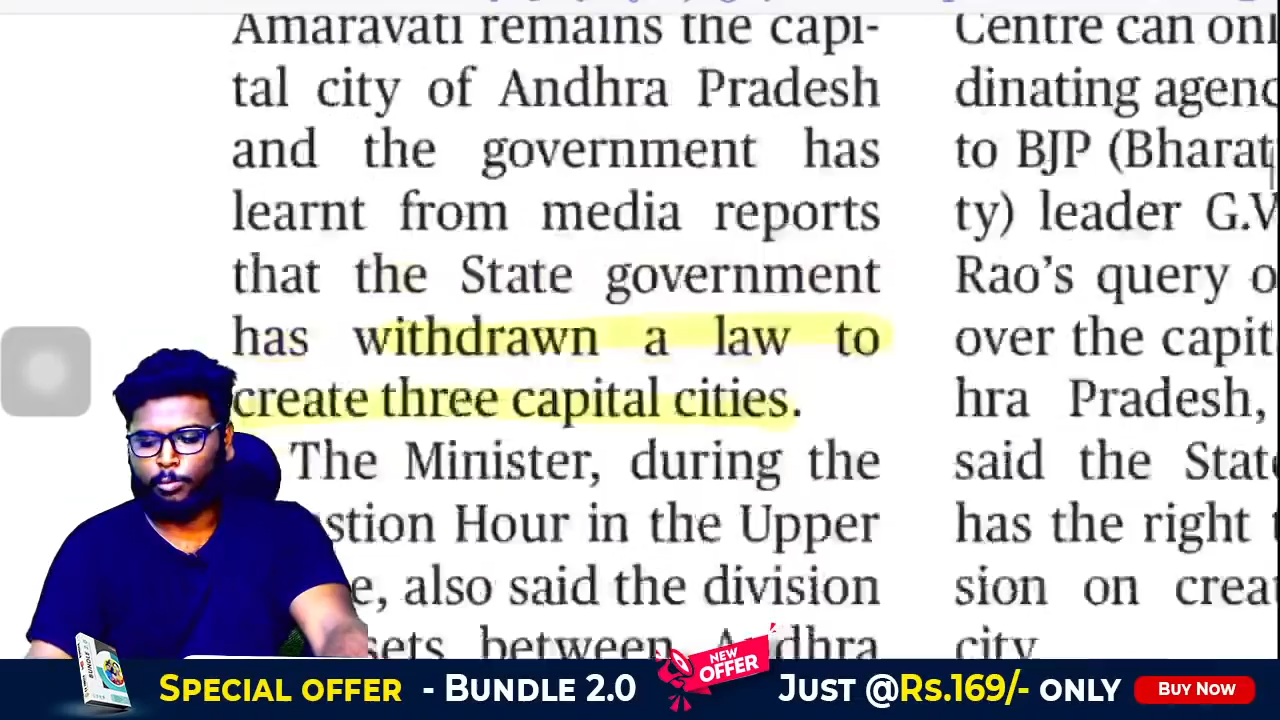 Amaravati remains the capi-
tal city of Andhra Pradesh
and the government has
learnt from media reports
that the State government
has withdrawn a law to
create three capital cities.
The Minister, during the
stion Hour in the Upper
e, also said the division
sets between Andhra
Centre can onl
dinating agenc
to BJP (Bharat
ty) leader G.V
Rao's query o
over the capit
hra Pradesh,
said the State
has the right t
sion on crea
city
SPECIAL OFFER - BUNDLE 2.0
NEW
OFFER
JUST @Rs.169/- ONLY
Buy Now